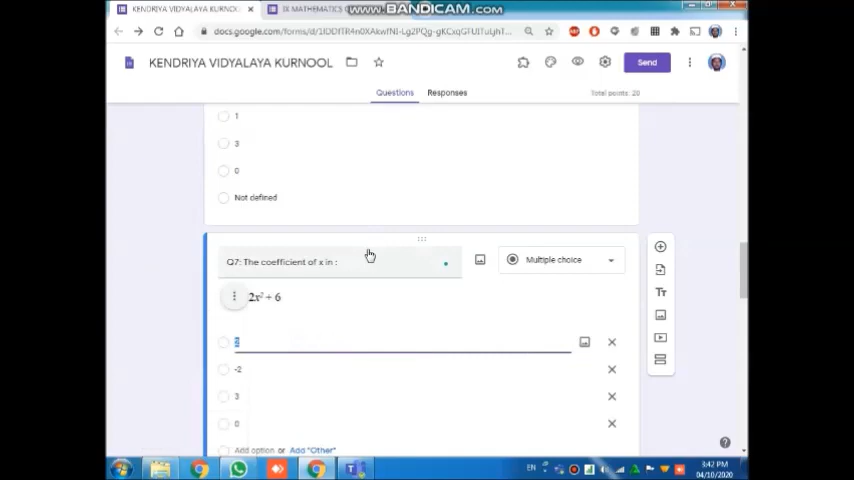 www.BANDICAM.com
KENDRIYA VIDYALAYA KURNOOL
IX MATHEMATICS
docs.google.com/forms/d/
KENDRIYA VIDYALAYA KURNOOL
Send
Questions
Responses
Total points: 20
1
3
0
Not defined
Q7: The coefficient of x in :
Multiple choice
2x² + 6
2
-2
3
0
Add option or Add "Other"
EN
3:42 PM
04/10/2020